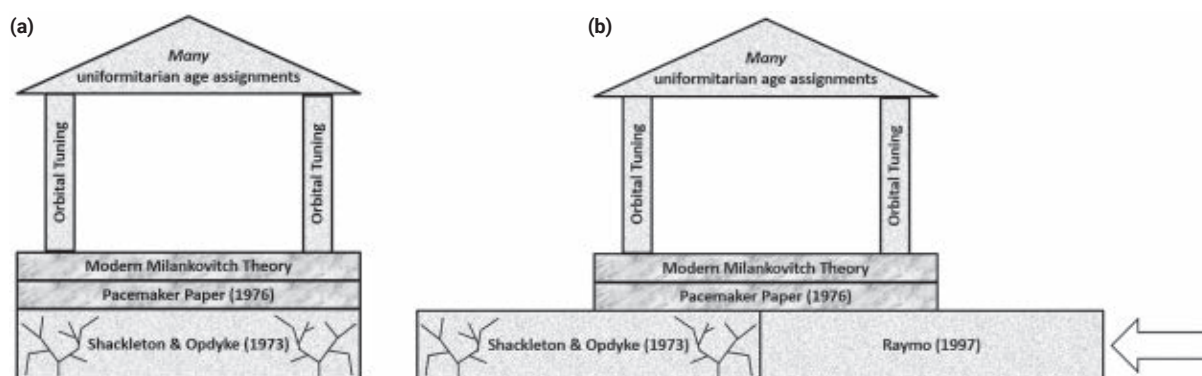 (a)
Many
uniformitarian age assignments
Orbital Tuning
Orbital Tuning
Modern Milankovitch Theory
Pacemaker Paper (1976)
Shackleton & Opdyke (1973)
(b)
Many
uniformitarian age assignments
Orbital Tuning
Orbital Tuning
Modern Milankovitch Theory
Pacemaker Paper (1976)
Shackleton & Opdyke (1973)
Raymo (1997)